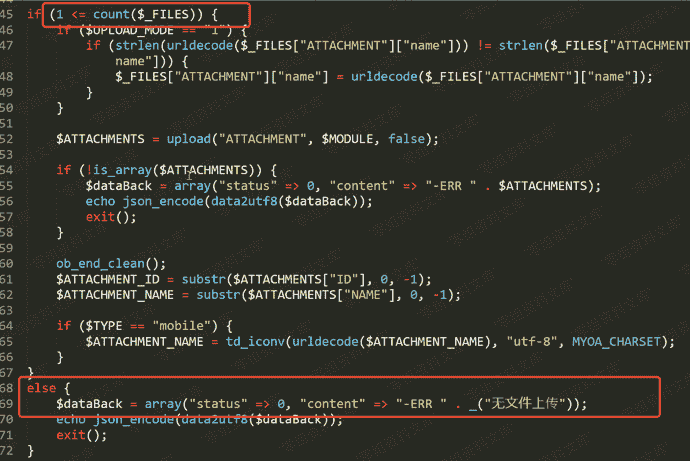 45 if (1 <= count($_FILES)) {
46 if ($UPLOAD_MODE == "1") {
47 if (strlen(urldecode($_FILES["ATTACHMENT"]["name"])) != strlen($_FILES["ATTACHMENT
name"])) {
48 $_FILES["ATTACHMENT"]["name"] = urldecode($_FILES["ATTACHMENT"]["name"]);
49 }
50 }
51
52 $ATTACHMENTS = upload("ATTACHMENT", $MODULE, false);
53
54 if (!is_array($ATTACHMENTS)) {
55 $dataBack = array("status" => 0, "content" => "-ERR " . $ATTACHMENTS);
56 echo json_encode(data2utf8($dataBack));
57 exit();
58 }
59
60 ob_end_clean();
61 $ATTACHMENT_ID = substr($ATTACHMENTS["ID"], 0, -1);
62 $ATTACHMENT_NAME = substr($ATTACHMENTS["NAME"], 0, -1);
63
64 if ($TYPE == "mobile") {
65 $ATTACHMENT_NAME = td_iconv(urldecode($ATTACHMENT_NAME), "utf-8", MYOA_CHARSET);
66 }
67 }
68 else {
69 $dataBack = array("status" => 0, "content" => "-ERR " . _("无文件上传"));
70 echo json_encode(data2utf8($dataBack));
71 exit();
72 }